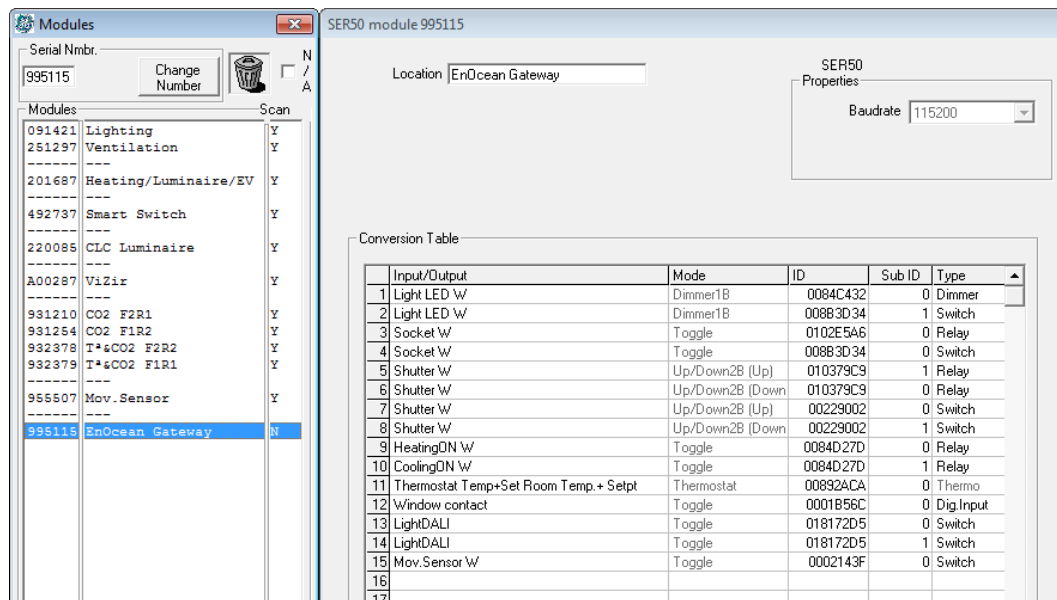 Modules
Serial Nmbr.
995115
Change Number
N / A
Modules Scan
091421 Lighting Y
251297 Ventilation Y
------ ---
201687 Heating/Luminaire/EV Y
------ ---
492737 Smart Switch Y
------ ---
220085 CLC Luminaire Y
------ ---
A00287 ViZir Y
------ ---
931210 CO2 F2R1 Y
931254 CO2 F1R2 Y
932378 Tª&CO2 F2R2 Y
932379 Tª&CO2 F1R1 Y
------ ---
955507 Mov.Sensor Y
------ ---
995115 EnOcean Gateway N
SER50 module 995115
Location EnOcean Gateway
SER50
Properties
Baudrate 115200
Conversion Table
Input/Output Mode ID Sub ID Type
1 Light LED W Dimmer1B 0084C432 0 Dimmer
2 Light LED W Dimmer1B 008B3D34 1 Switch
3 Socket W Toggle 0102E5A6 0 Relay
4 Socket W Toggle 008B3D34 0 Switch
5 Shutter W Up/Down2B (Up) 010379C9 1 Relay
6 Shutter W Up/Down2B (Down 010379C9 0 Relay
7 Shutter W Up/Down2B (Up) 00229002 0 Switch
8 Shutter W Up/Down2B (Down 00229002 1 Switch
9 HeatingON W Toggle 0084D27D 0 Relay
10 CoolingON W Toggle 0084D27D 1 Relay
11 Thermostat Temp+Set Room Temp.+ Setpt Thermostat 00892ACA 0 Thermo
12 Window contact Toggle 0001B56C 0 Dig.Input
13 LightDALI Toggle 018172D5 0 Switch
14 LightDALI Toggle 018172D5 1 Switch
15 Mov.Sensor W Toggle 0002143F 0 Switch
16
17